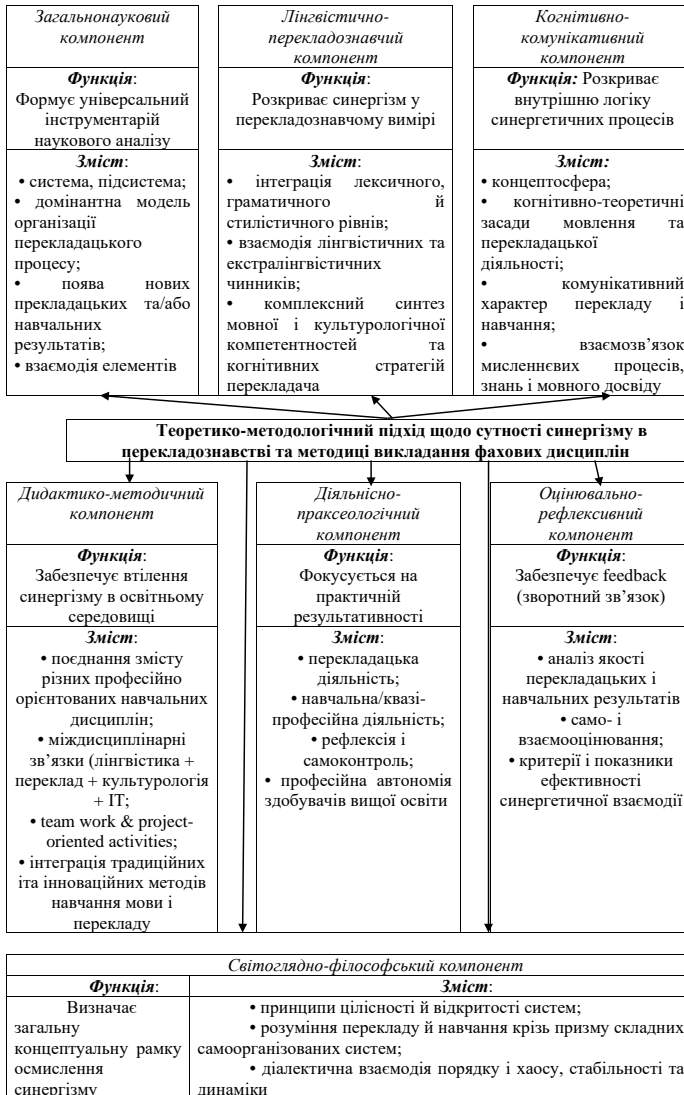 Загальнонауковий
компонент
Функція:
Формує універсальний
інструментарій
наукового аналізу
Зміст:
• система, підсистема;
• домінантна модель
організації
перекладацького
процесу;
• поява нових
прекладацьких та/або
навчальних
результатів;
• взаємодія елементів
Лінгвістично-
перекладознавчий
компонент
Функція:
Розкриває синергізм у
перекладознавчому вимірі
Зміст:
• інтеграція лексичного,
граматичного й
стилістичного рівнів;
• взаємодія лінгвістичних та
екстралінгвістичних
чинників;
• комплексний синтез
мовної і культурологічної
компетентностей та
когнітивних стратегій
перекладача
Когнітивно-
комунікативний
компонент
Функція: Розкриває
внутрішню логіку
синергетичних процесів
Зміст:
• концептосфера;
• когнітивно-теоретичні
засади мовлення та
перекладацької
діяльності;
• комунікативний
характер перекладу і
навчання;
• взаємозв’язок
мисленнєвих процесів,
знань і мовного досвіду
Теоретико-методологічний підхід щодо сутності синергізму в
перекладознавстві та методиці викладання фахових дисциплін
Дидактико-методичний
компонент
Функція:
Забезпечує втілення
синергізму в освітньому
середовищі
Зміст:
• поєднання змісту
різних професійно
орієнтованих навчальних
дисциплін;
• міждисциплінарні
зв’язки (лінгвістика +
переклад + культурологія
+ ІТ;
• team work & project-
oriented activities;
• інтеграція традиційних
іта інноваційних методів
навчання мови і
перекладу
Діяльнісно-
праксеологічний
компонент
Функція:
Фокусується на
практичній
результативності
Зміст:
• перекладацька
діяльність;
• навчальна/квазі-
професійна діяльність;
• рефлексія і
самоконтроль;
• професійна автономія
здобувачів вищої освіти
Оцінювально-
рефлексивний
компонент
Функція:
Забезпечує feedback
(зворотний зв’язок)
Зміст:
• аналіз якості
перекладацьких і
навчальних результатів
• само- і
взаємооцінювання;
• критерії і показники
ефективності
синергетичної взаємодії
Світоглядно-філософський компонент
Функція:
Визначає
загальну
концептуальну рамку
осмислення
синергізму
Зміст:
• принципи цілісності й відкритості систем;
• розуміння перекладу й навчання крізь призму складних
самоорганізованих систем;
• діалектична взаємодія порядку і хаосу, стабільності та
динаміки